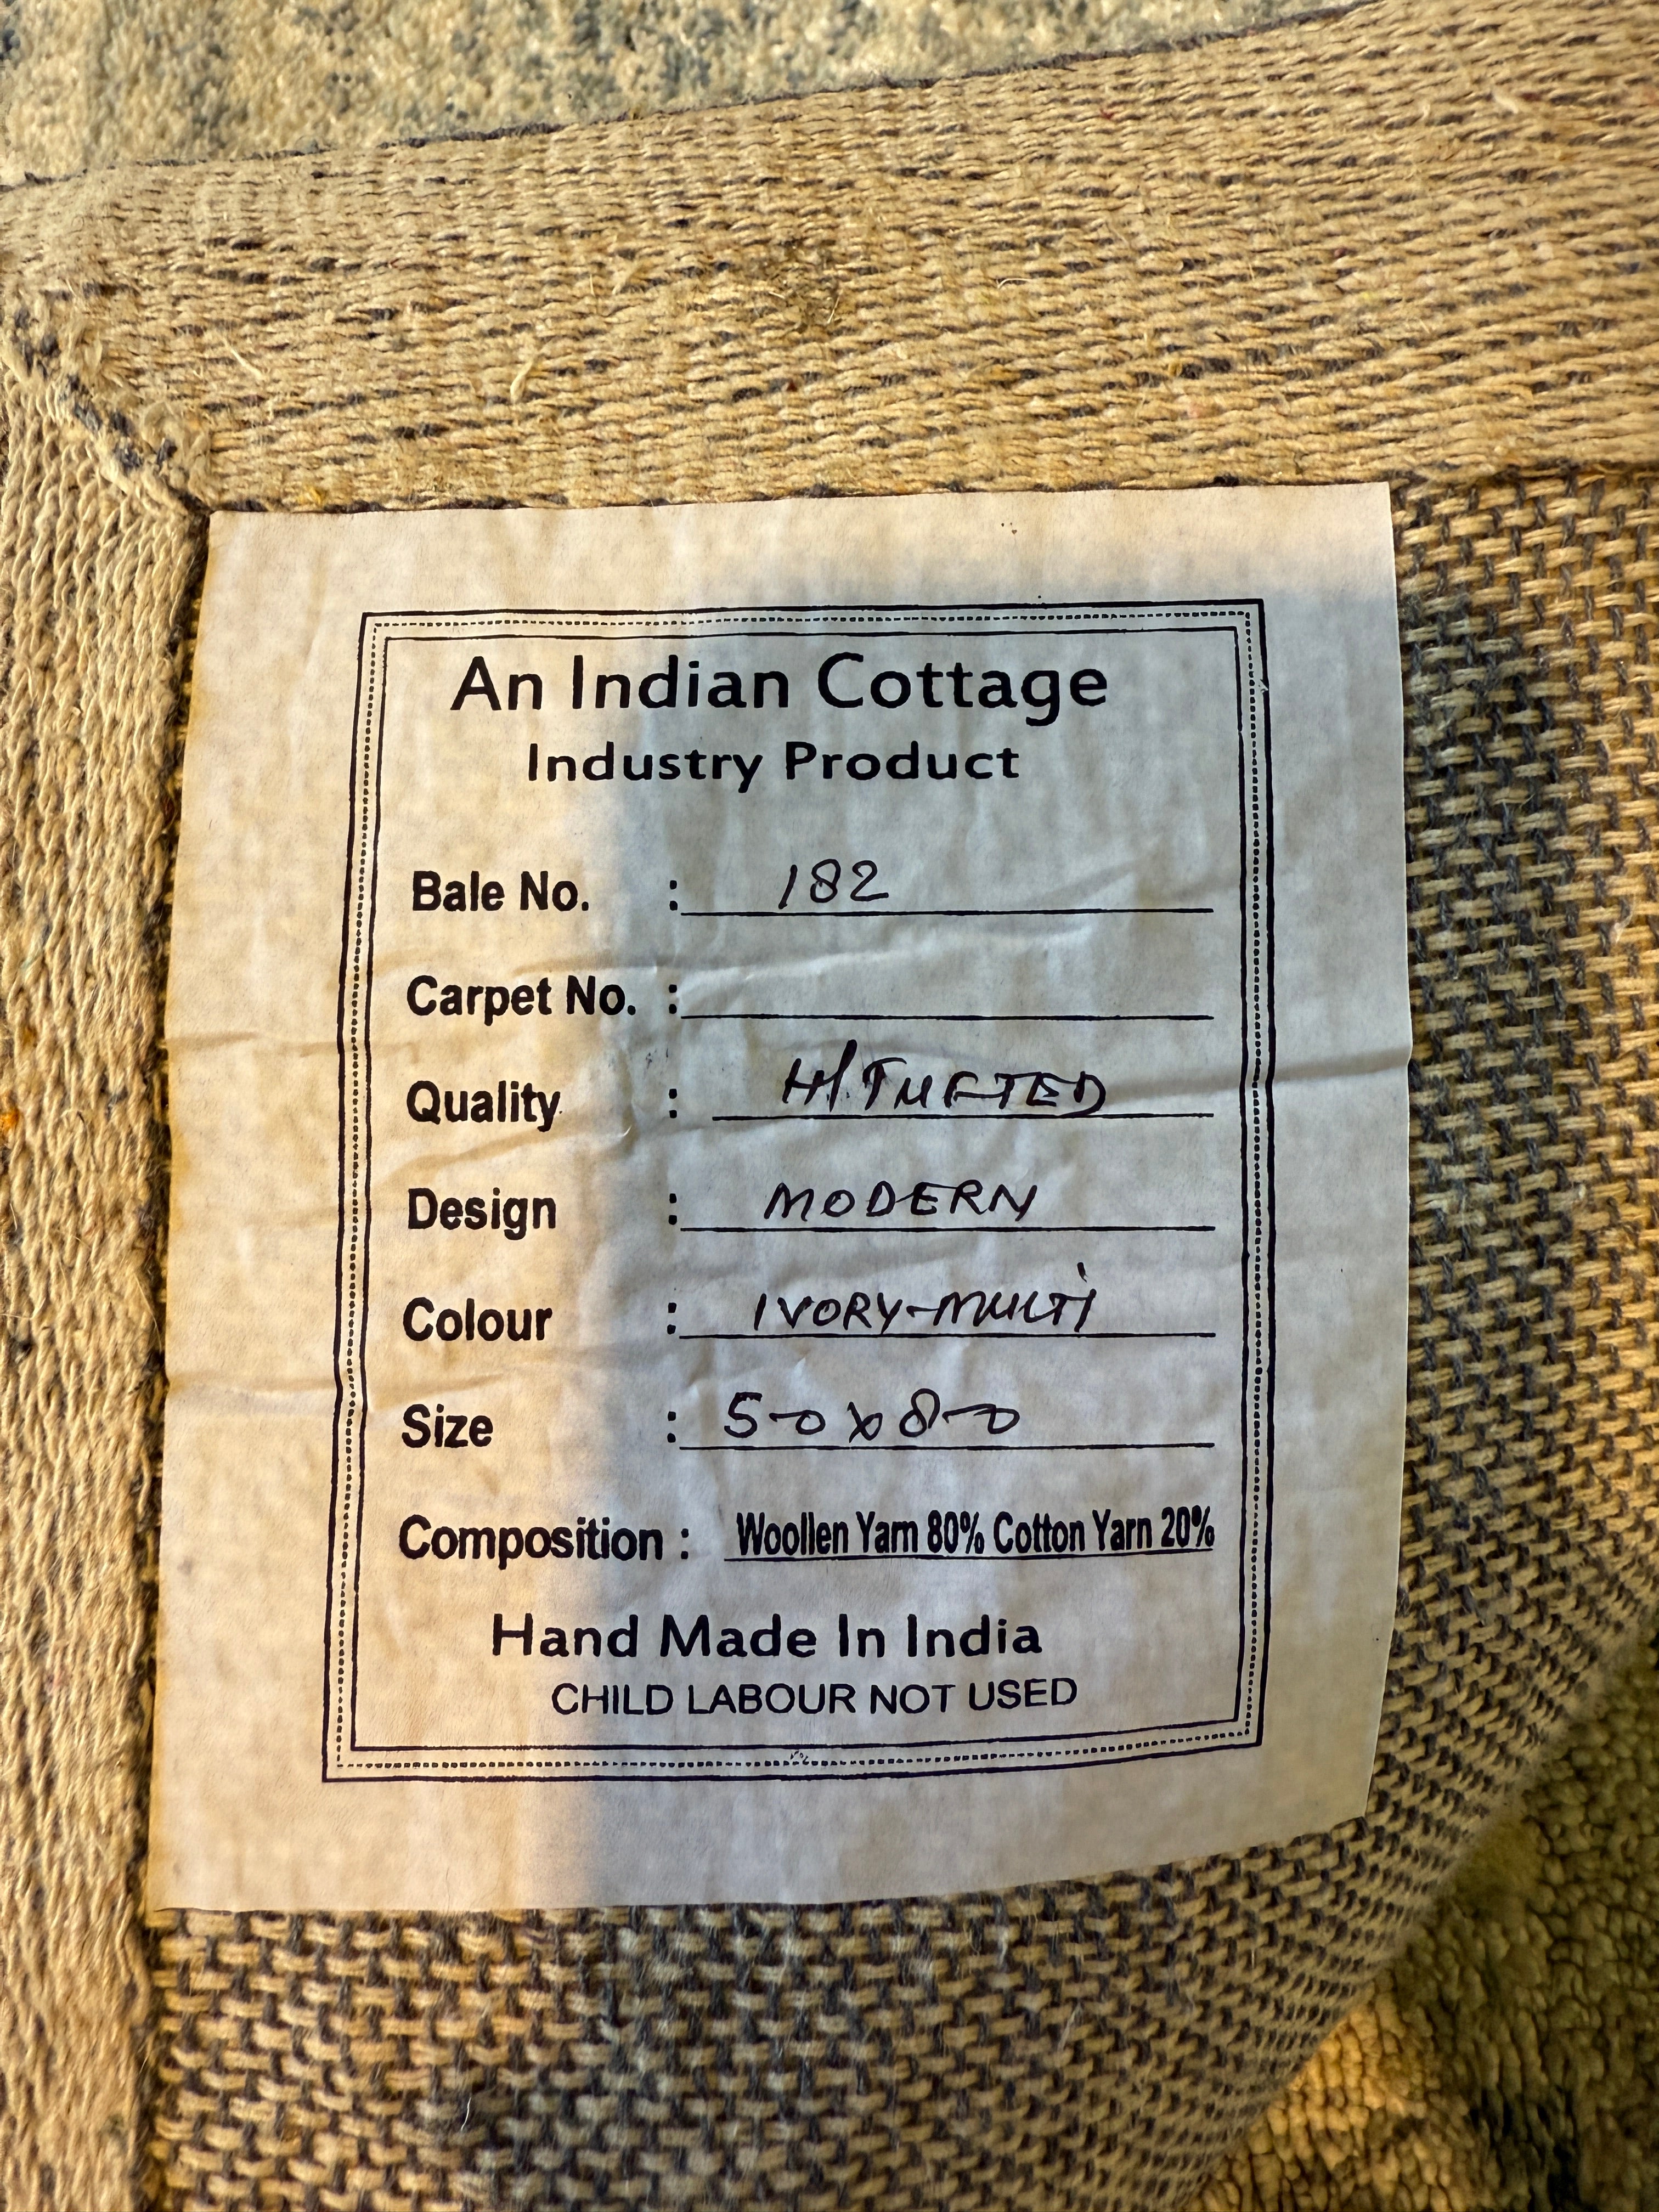 An Indian Cottage
Industry Product
Bale No. : 182
Carpet No. :
Quality : H/TUFTED
Design : MODERN
Colour : IVORY-MULTI
Size : 5-0x8-0
Composition : Woollen Yarn 80% Cotton Yarn 20%
Hand Made In India
CHILD LABOUR NOT USED